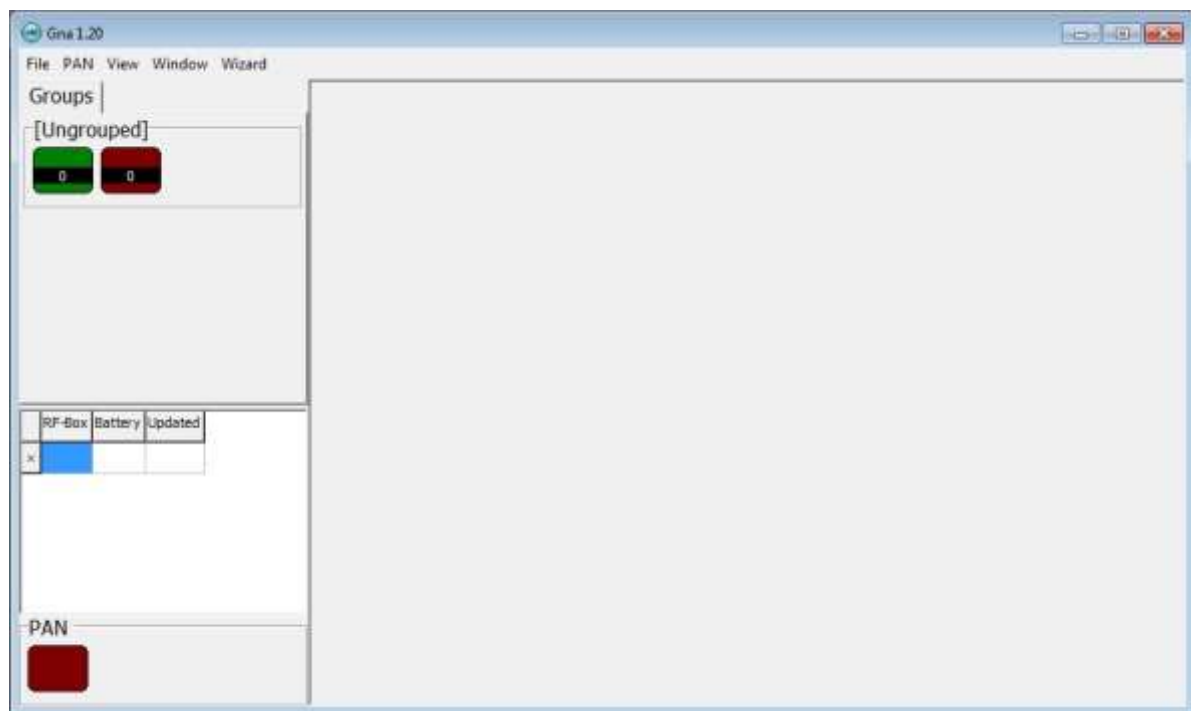 Gna 1.20
File PAN View Window Wizard
Groups
[Ungrouped]
0 0
RF-Box Battery Updated
PAN